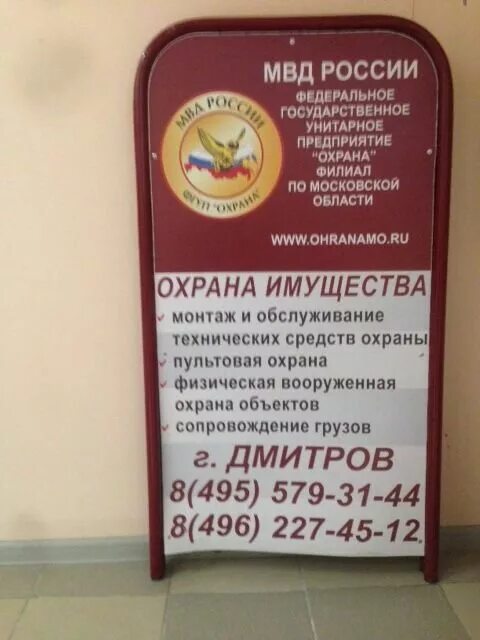 МВД РОССИИ
ФЕДЕРАЛЬНОЕ
ГОСУДАРСТВЕННОЕ
УНИТАРНОЕ
ПРЕДПРИЯТИЕ
"ОХРАНА"
ФИЛИАЛ
ПО МОСКОВСКОЙ
ОБЛАСТИ
МВД РОССИИ
ФГУП "ОХРАНА"
WWW.OHRANAMO.RU
ОХРАНА ИМУЩЕСТВА
монтаж и обслуживание
технических средств охраны
пультовая охрана
физическая вооруженная
охрана объектов
сопровождение грузов
г. ДМИТРОВ
8(495) 579-31-44
8(496) 227-45-12